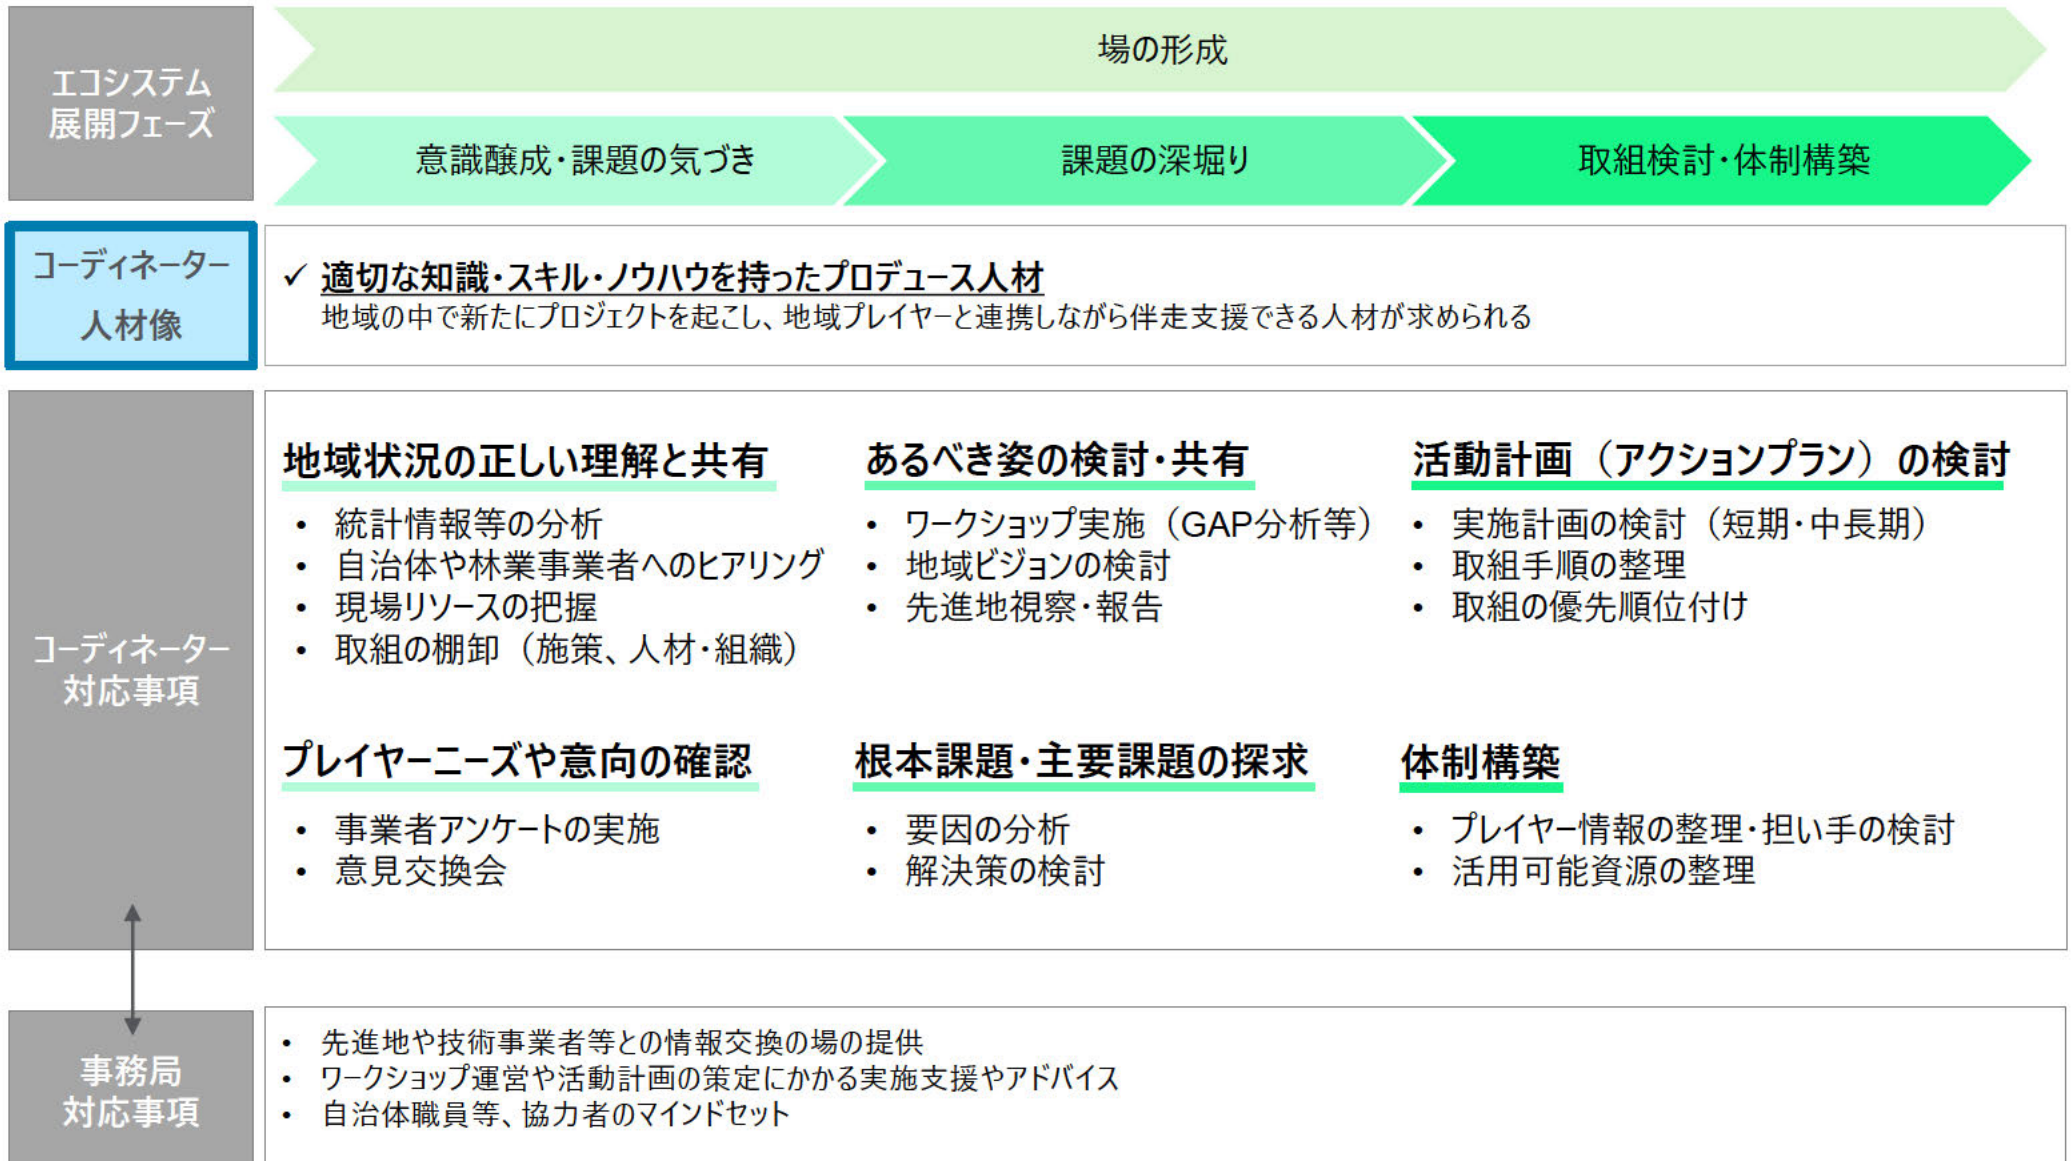 エコシステム
展開フェーズ
場の形成
意識醸成・課題の気づき
課題の深堀り
取組検討・体制構築
コーディネーター
人材像
✓ 適切な知識・スキル・ノウハウを持ったプロデュース人材
地域の中で新たにプロジェクトを起こし、地域プレイヤーと連携しながら伴走支援できる人材が求められる
コーディネーター
対応事項
地域状況の正しい理解と共有
• 統計情報等の分析
• 自治体や林業事業者へのヒアリング
• 現場リソースの把握
• 取組の棚卸（施策、人材・組織）
あるべき姿の検討・共有
• ワークショップ実施（GAP分析等）
• 地域ビジョンの検討
• 先進地視察・報告
活動計画（アクションプラン）の検討
• 実施計画の検討（短期・中長期）
• 取組手順の整理
• 取組の優先順位付け
プレイヤーニーズや意向の確認
• 事業者アンケートの実施
• 意見交換会
根本課題・主要課題の探求
• 要因の分析
• 解決策の検討
体制構築
• プレイヤー情報の整理・担い手の検討
• 活用可能資源の整理
事務局
対応事項
• 先進地や技術事業者等との情報交換の場の提供
• ワークショップ運営や活動計画の策定にかかる実施支援やアドバイス
• 自治体職員等、協力者のマインドセット